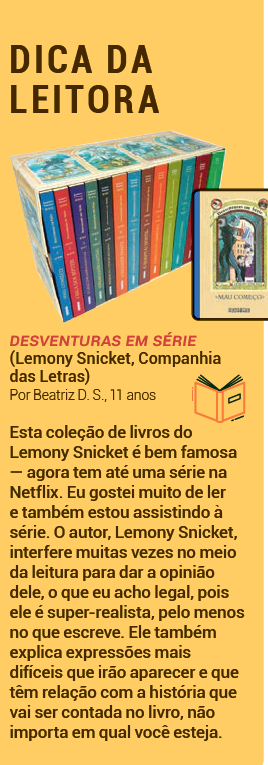 DICA DA
LEITORA
MAU COMEÇO
DESVENTURAS EM SÉRIE
(Lemony Snicket, Companhia
das Letras)
Por Beatriz D. S., 11 anos
Esta coleção de livros do
Lemony Snicket é bem famosa
— agora tem até uma série na
Netflix. Eu gostei muito de ler
e também estou assistindo à
série. O autor, Lemony Snicket,
interfere muitas vezes no meio
da leitura para dar a opinião
dele, o que eu acho legal, pois
ele é super-realista, pelo menos
no que escreve. Ele também
explica expressões mais
difíceis que irão aparecer e que
têm relação com a história que
vai ser contada no livro, não
importa em qual você esteja.